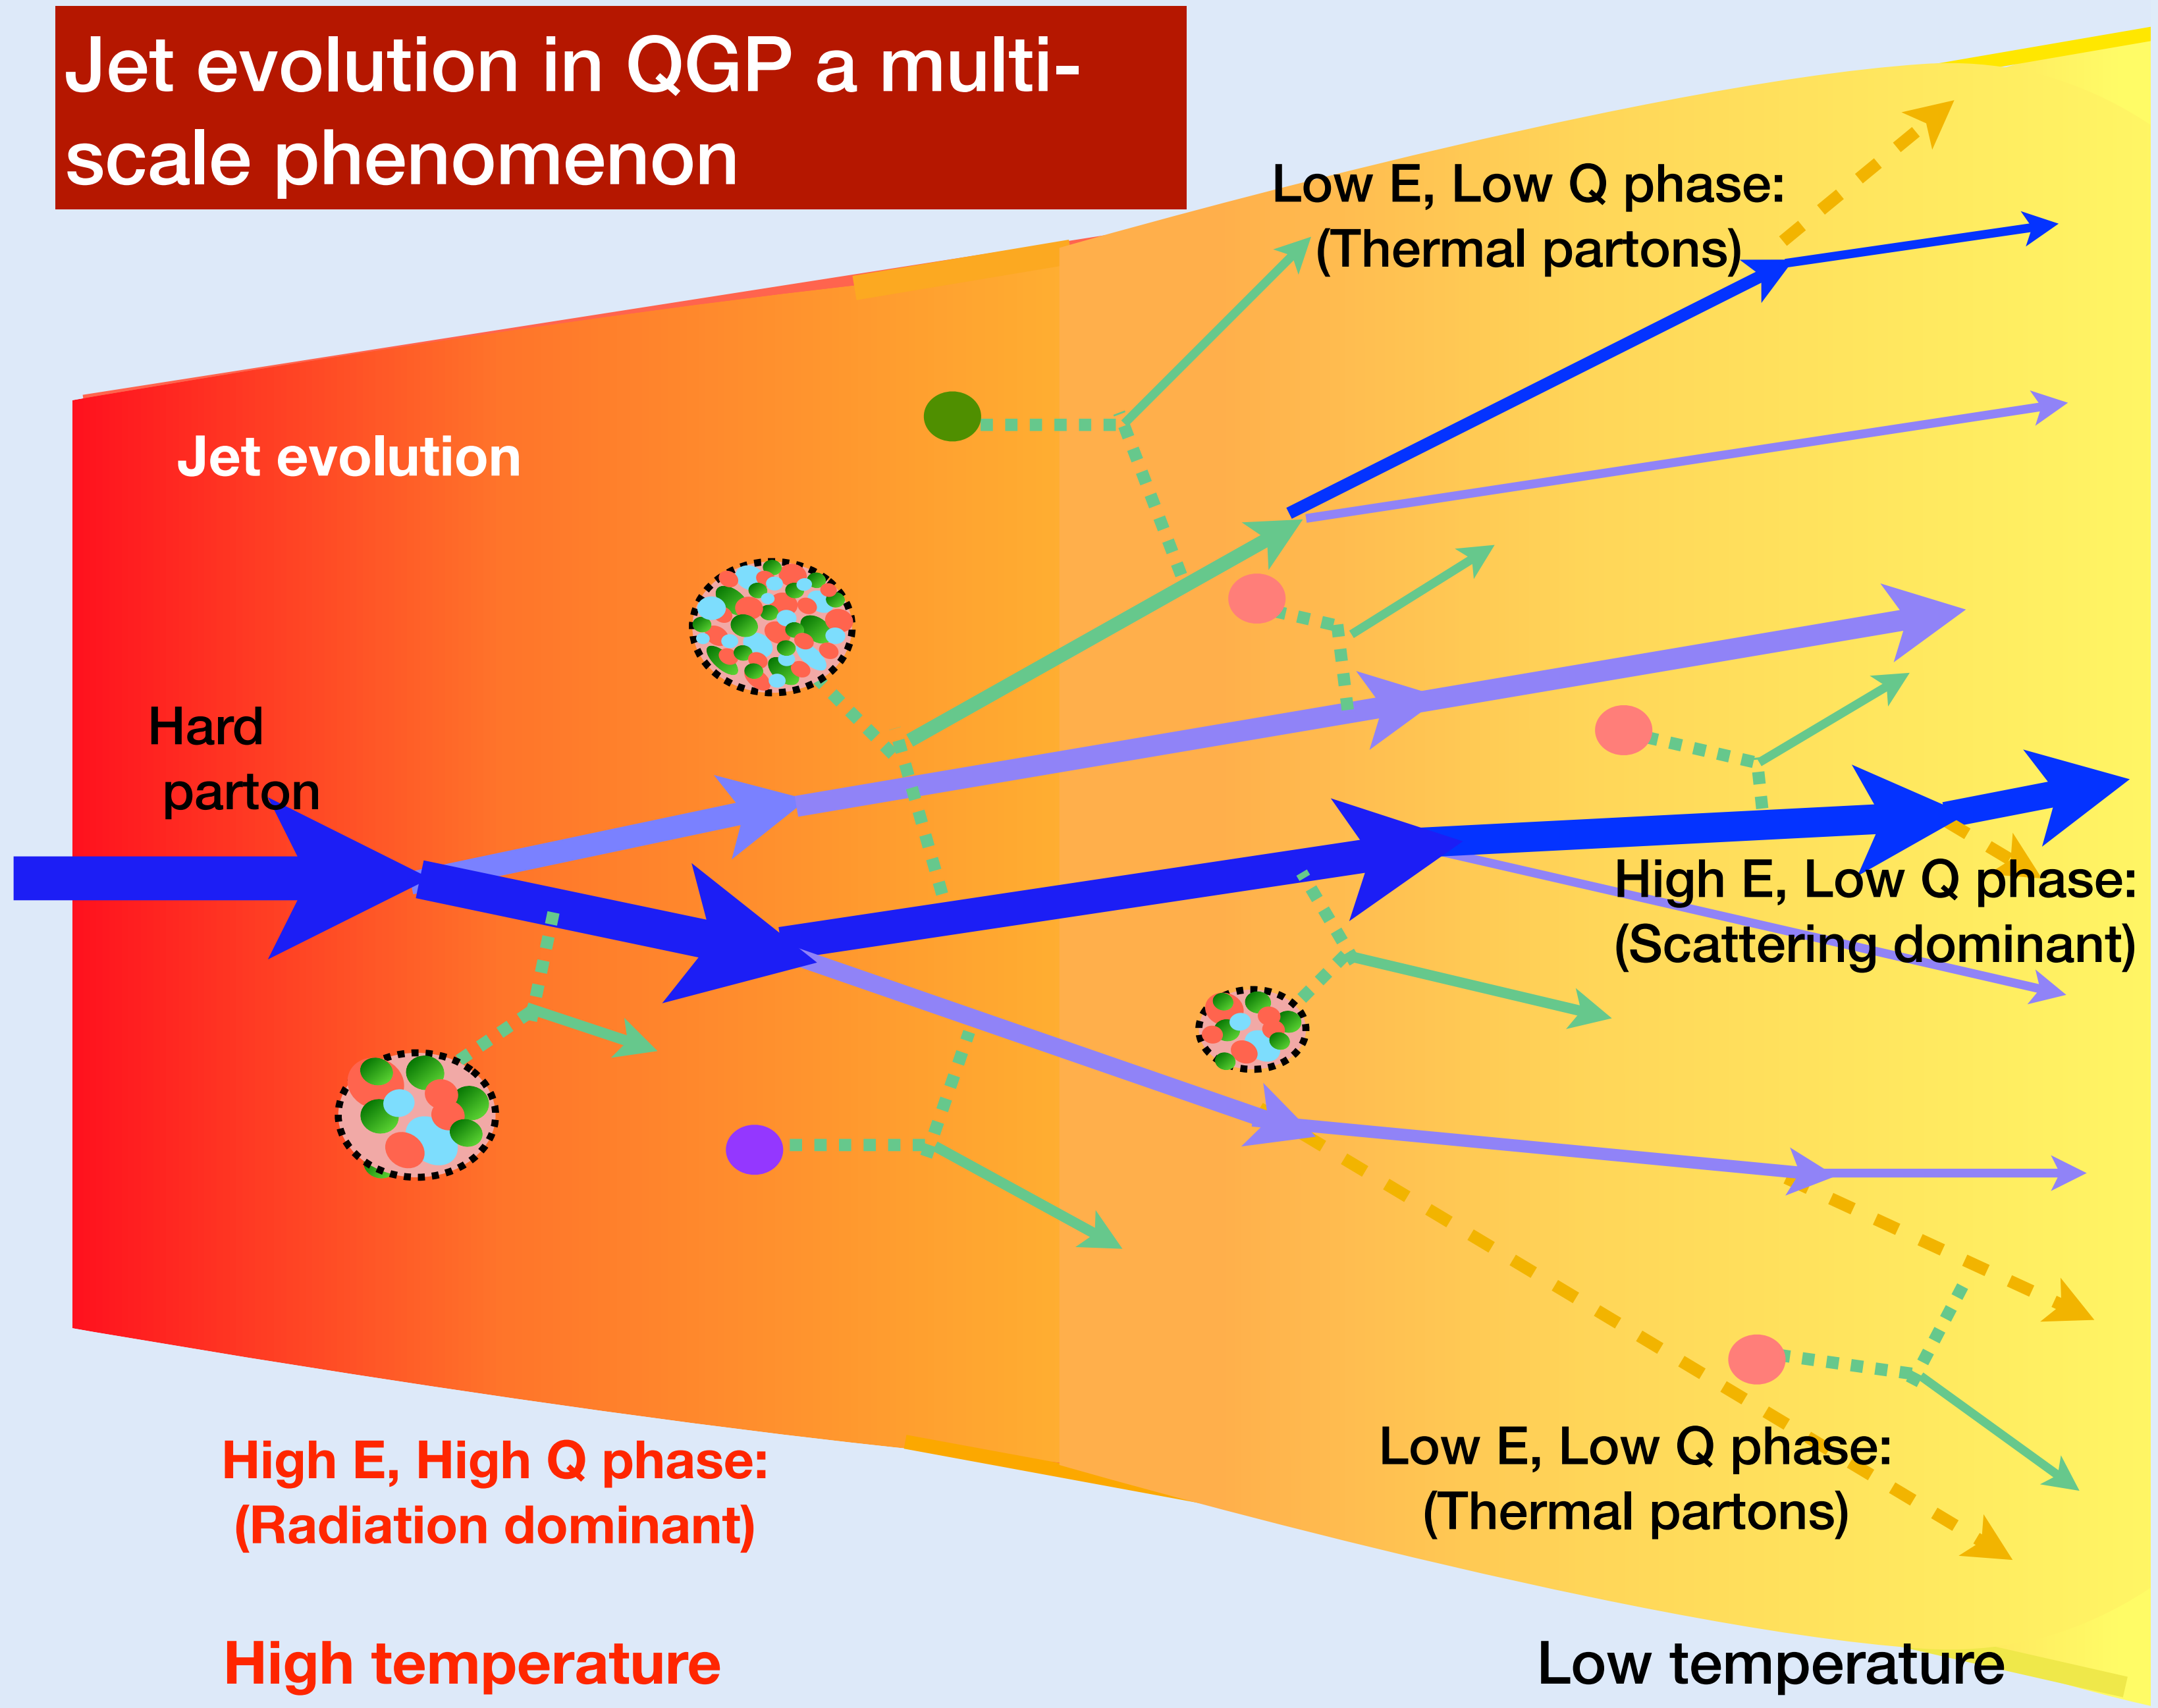 Jet evolution in QGP a multi-
scale phenomenon
Low E, Low Q phase:
(Thermal partons)
Jet evolution
Hard
parton
High E, Low Q phase:
(Scattering dominant)
High E, High Q phase:
(Radiation dominant)
Low E, Low Q phase:
(Thermal partons)
High temperature
Low temperature